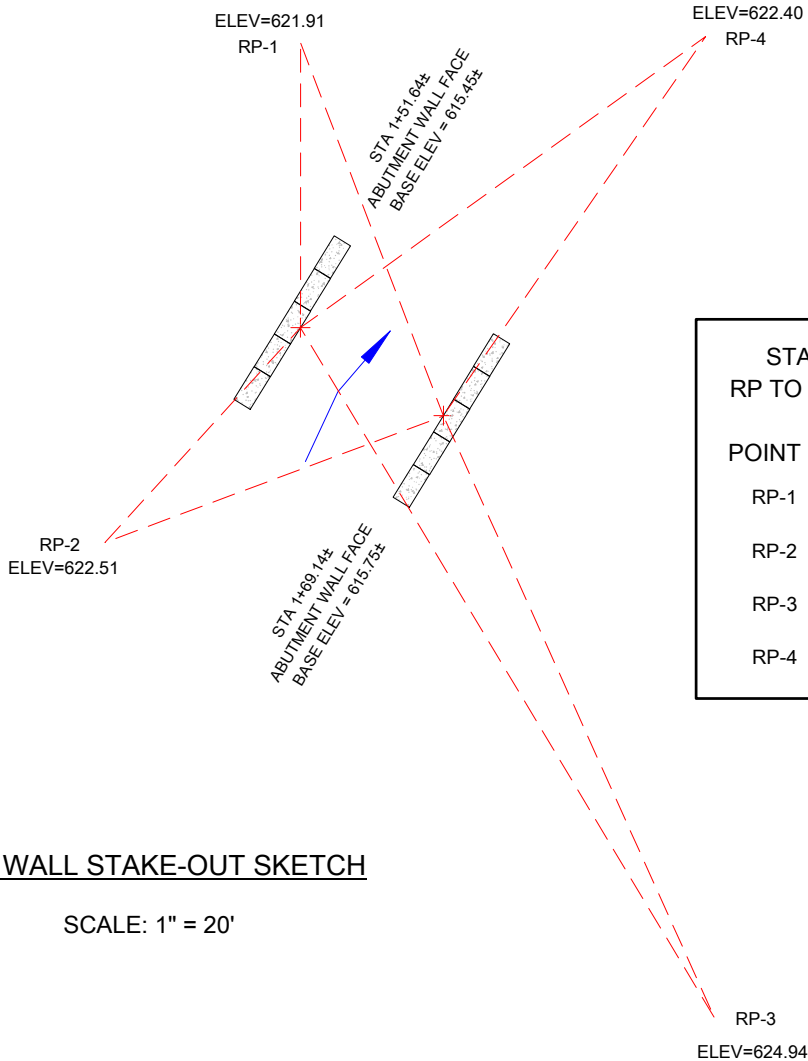 ELEV=621.91
RP-1
ELEV=622.40
RP-4
STA 1+51.64±
ABUTMENT WALL FACE
BASE ELEV = 615.45±
STA
RP TO
POINT
RP-1
RP-2
RP-3
RP-4
RP-2
ELEV=622.51
STA 1+69.14±
ABUTMENT WALL FACE
BASE ELEV = 615.75±
WALL STAKE-OUT SKETCH
SCALE: 1" = 20'
RP-3
ELEV=624.94